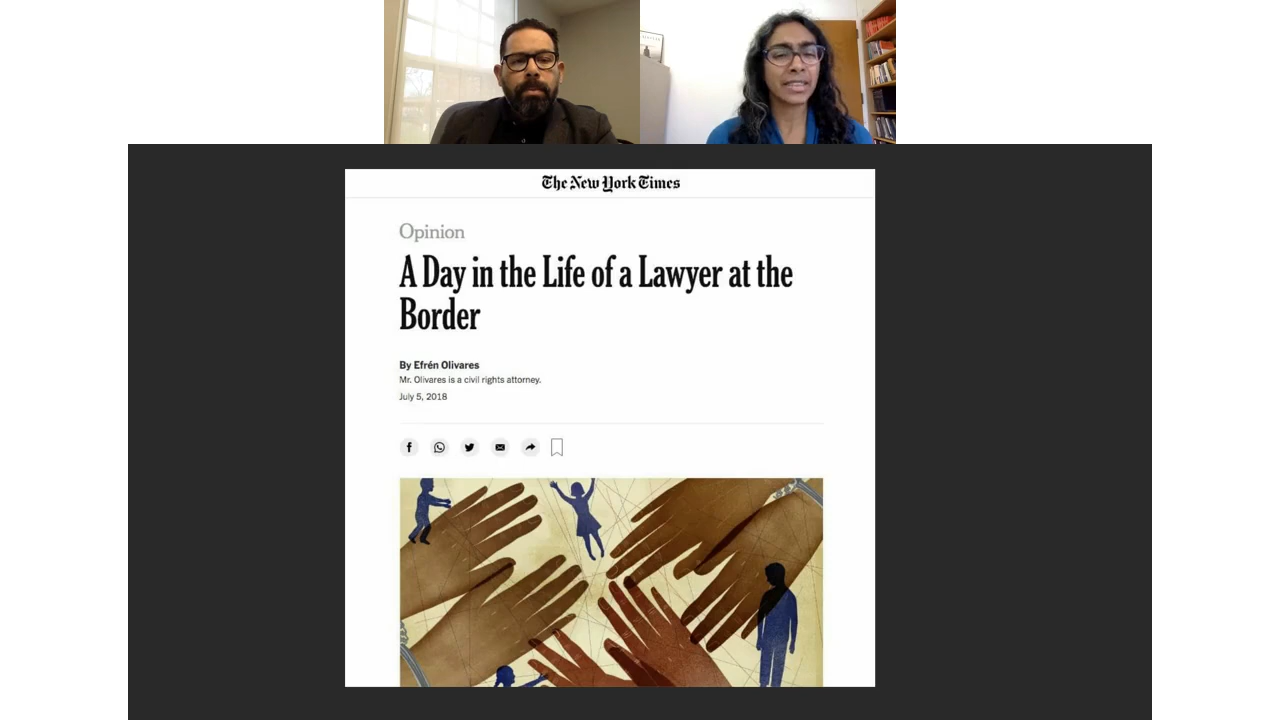 The New York Times
Opinion
A Day in the Life of a Lawyer at the
Border
By Efrén Olivares
Mr. Olivares is a civil rights attorney.
July 5, 2018